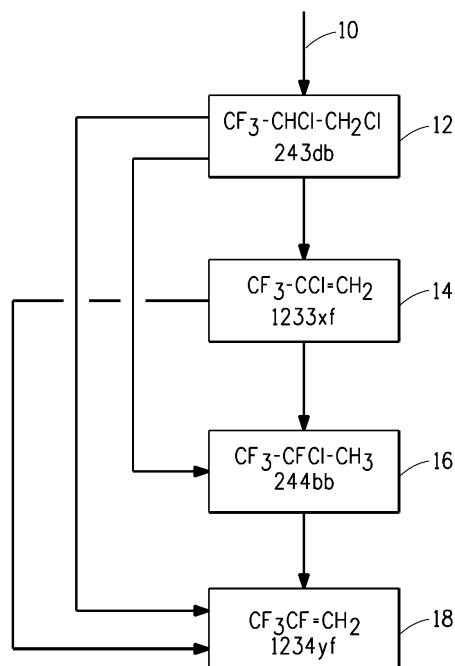 10
CF₃-CHCl-CH₂Cl
243db
12
CF₃-CCl=CH₂
1233xf
14
CF₃-CFCl-CH₃
244bb
16
CF₃CF=CH₂
1234yf
18